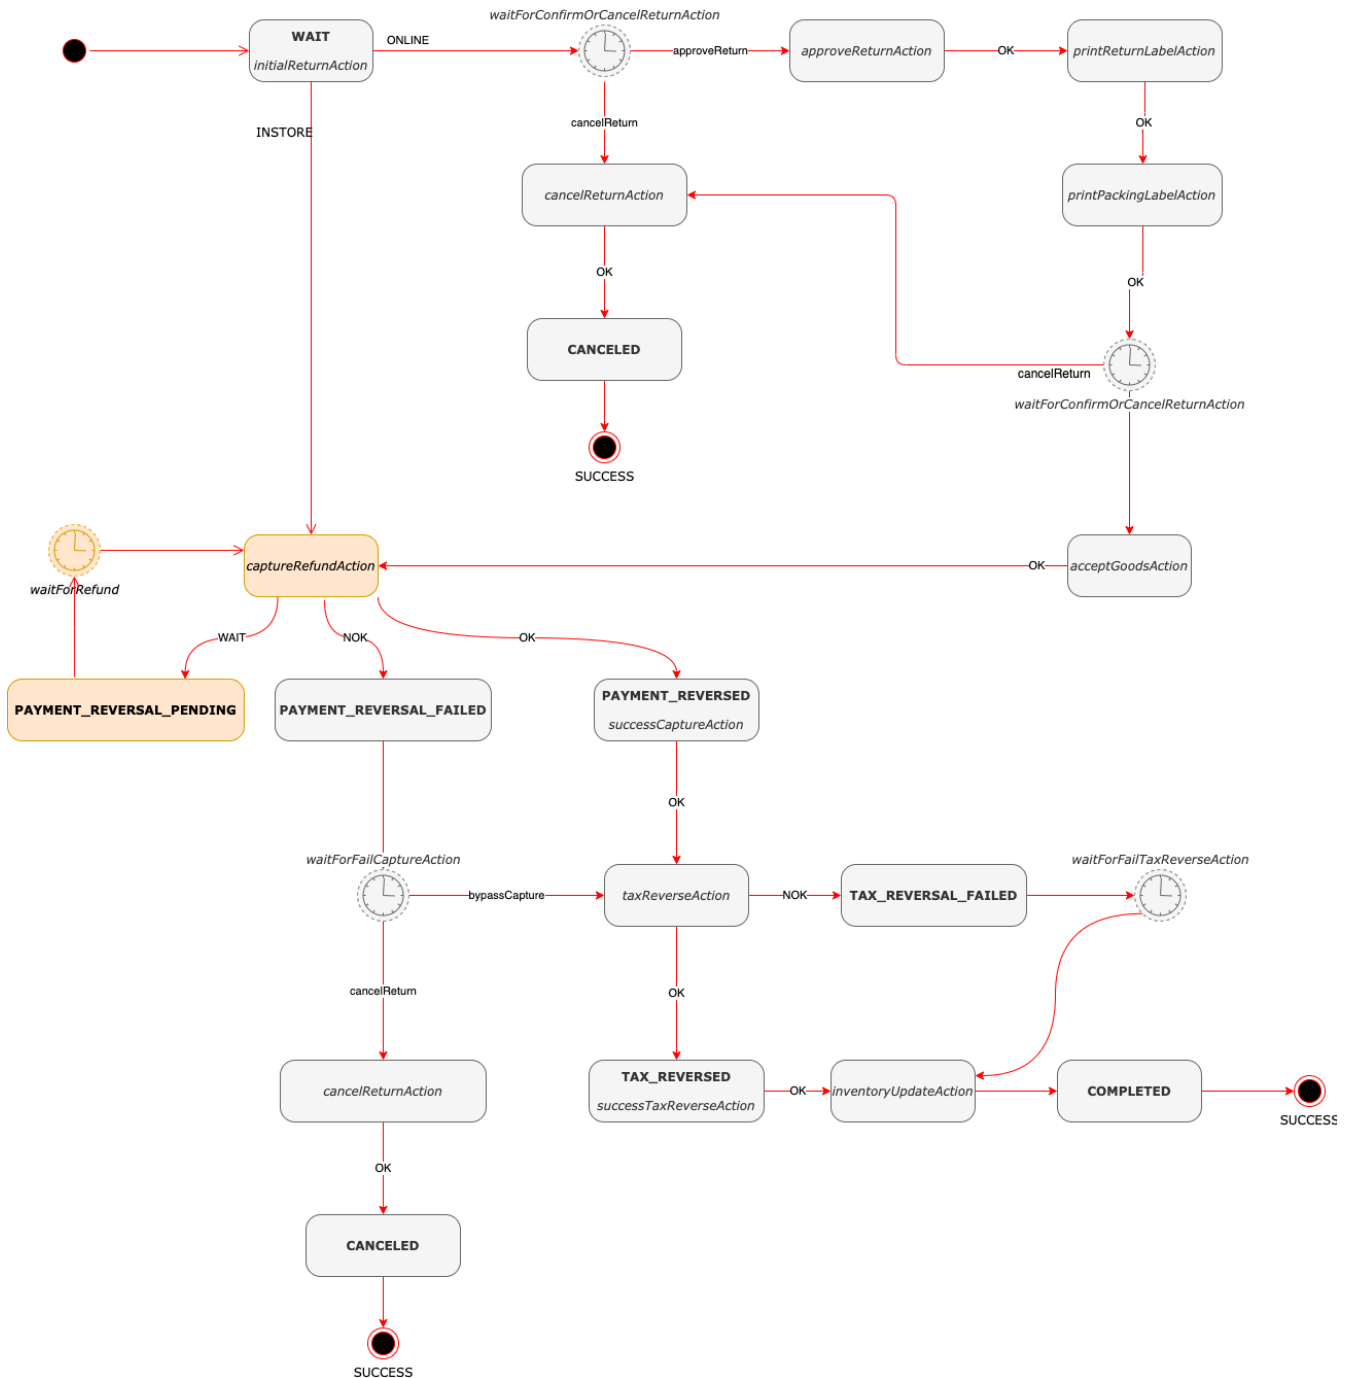 waitForConfirmOrCancelReturnAction
WAIT
initialReturnAction
ONLINE
approveReturn
approveReturnAction
OK
printReturnLabelAction
INSTORE
cancelReturn
OK
cancelReturnAction
printPackingLabelAction
OK
OK
CANCELED
cancelReturn
waitForConfirmOrCancelReturnAction
SUCCESS
waitForRefund
captureRefundAction
OK
acceptGoodsAction
WAIT
NOK
OK
PAYMENT_REVERSAL_PENDING
PAYMENT_REVERSAL_FAILED
PAYMENT_REVERSED
successCaptureAction
OK
waitForFailCaptureAction
bypassCapture
taxReverseAction
NOK
TAX_REVERSAL_FAILED
waitForFailTaxReverseAction
cancelReturn
OK
cancelReturnAction
TAX_REVERSED
successTaxReverseAction
OK
inventoryUpdateAction
COMPLETED
SUCCESS
OK
CANCELED
SUCCESS